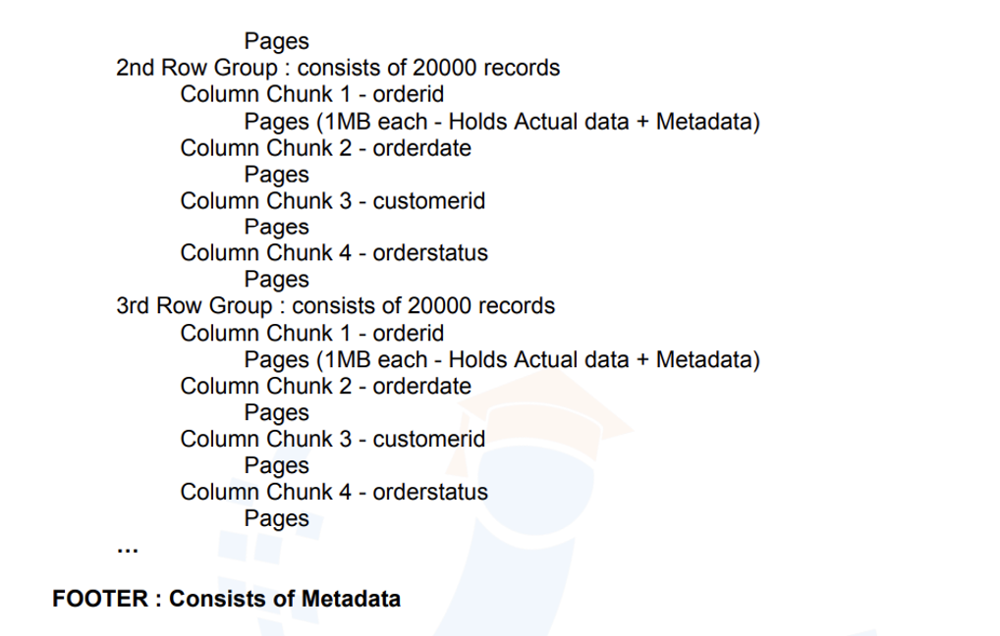 Pages
2nd Row Group : consists of 20000 records
Column Chunk 1 - orderid
Pages (1MB each - Holds Actual data + Metadata)
Column Chunk 2 - orderdate
Pages
Column Chunk 3 - customerid
Pages
Column Chunk 4 - orderstatus
Pages
3rd Row Group : consists of 20000 records
Column Chunk 1 - orderid
Pages (1MB each - Holds Actual data + Metadata)
Column Chunk 2 - orderdate
Pages
Column Chunk 3 - customerid
Pages
Column Chunk 4 - orderstatus
Pages
...
FOOTER : Consists of Metadata